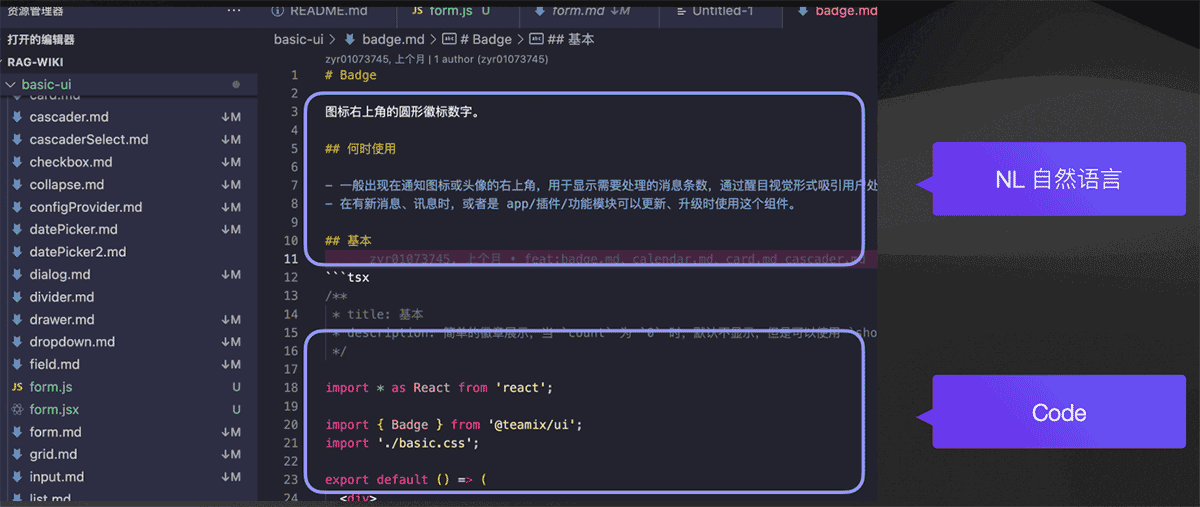 资源管理器
···
README.md
JS form.js U
form.md ↓M
Untitled-1
badge.md
打开的编辑器
RAG-WIKI
basic-ui
card.md
cascader.md ↓M
cascaderSelect.md ↓M
checkbox.md ↓M
collapse.md ↓M
configProvider.md ↓M
datePicker.md ↓M
datePicker2.md
dialog.md ↓M
divider.md
drawer.md ↓M
dropdown.md ↓M
field.md ↓M
JS form.js U
form.jsx U
form.md ↓M
grid.md ↓M
input.md ↓M
list.md
basic-ui > badge.md > # Badge > ## 基本
zyr01073745, 上个月 | 1 author (zyr01073745)
1 # Badge
2
3 图标右上角的圆形徽标数字。
4
5 ## 何时使用
6
7 - 一般出现在通知图标或头像的右上角，用于显示需要处理的消息条数，通过醒目视觉形式吸引用户处
8 - 在有新消息、讯息时，或者是 app/插件/功能模块可以更新、升级时使用这个组件。
9
10 ## 基本
11 zyr01073745, 上个月 • feat:badge.md, calendar.md, card.md cascader.md
12 ```tsx
13 /**
14 * title: 基本
15 * description: 简单的徽章展示，当 `count` 为 `0` 时，默认不显示，但是可以使用 `sho
16 */
17
18 import * as React from 'react';
19
20 import { Badge } from '@teamix/ui';
21 import './basic.css';
22
23 export default () => (
24 <div>
NL 自然语言
Code